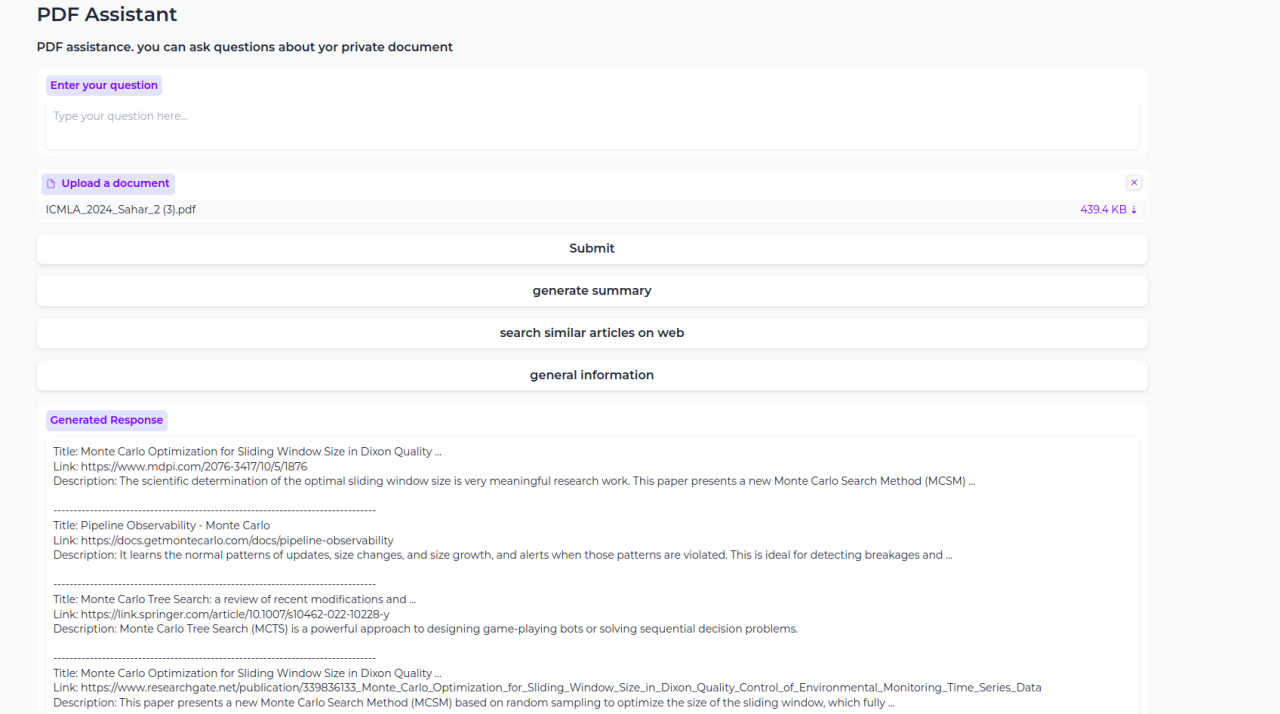 PDF Assistant
PDF assistance. you can ask questions about yor private document
Enter your question
Type your question here...
Upload a document
ICMLA_2024_Sahar_2 (3).pdf 439.4 KB ↓
Submit
generate summary
search similar articles on web
general information
Generated Response
Title: Monte Carlo Optimization for Sliding Window Size in Dixon Quality ...
Link: https://www.mdpi.com/2076-3417/10/5/1876
Description: The scientific determination of the optimal sliding window size is very meaningful research work. This paper presents a new Monte Carlo Search Method (MCSM) ...
--------------------------------------------------------------------------------
Title: Pipeline Observability - Monte Carlo
Link: https://docs.getmontecarlo.com/docs/pipeline-observability
Description: It learns the normal patterns of updates, size changes, and size growth, and alerts when those patterns are violated. This is ideal for detecting breakages and ...
--------------------------------------------------------------------------------
Title: Monte Carlo Tree Search: a review of recent modifications and ...
Link: https://link.springer.com/article/10.1007/s10462-022-10228-y
Description: Monte Carlo Tree Search (MCTS) is a powerful approach to designing game-playing bots or solving sequential decision problems.
--------------------------------------------------------------------------------
Title: Monte Carlo Optimization for Sliding Window Size in Dixon Quality ...
Link: https://www.researchgate.net/publication/339836133_Monte_Carlo_Optimization_for_Sliding_Window_Size_in_Dixon_Quality_Control_of_Environmental_Monitoring_Time_Series_Data
Description: This paper presents a new Monte Carlo Search Method (MCSM) based on random sampling to optimize the size of the sliding window, which fully ...